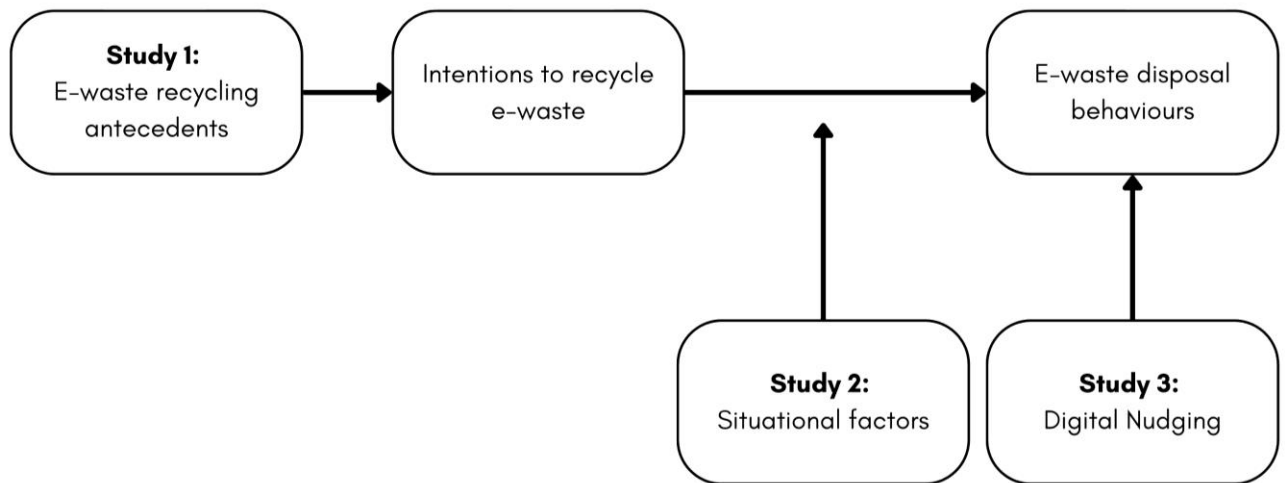 Study 1:
E-waste recycling
antecedents
Intentions to recycle
e-waste
E-waste disposal
behaviours
Study 2:
Situational factors
Study 3:
Digital Nudging